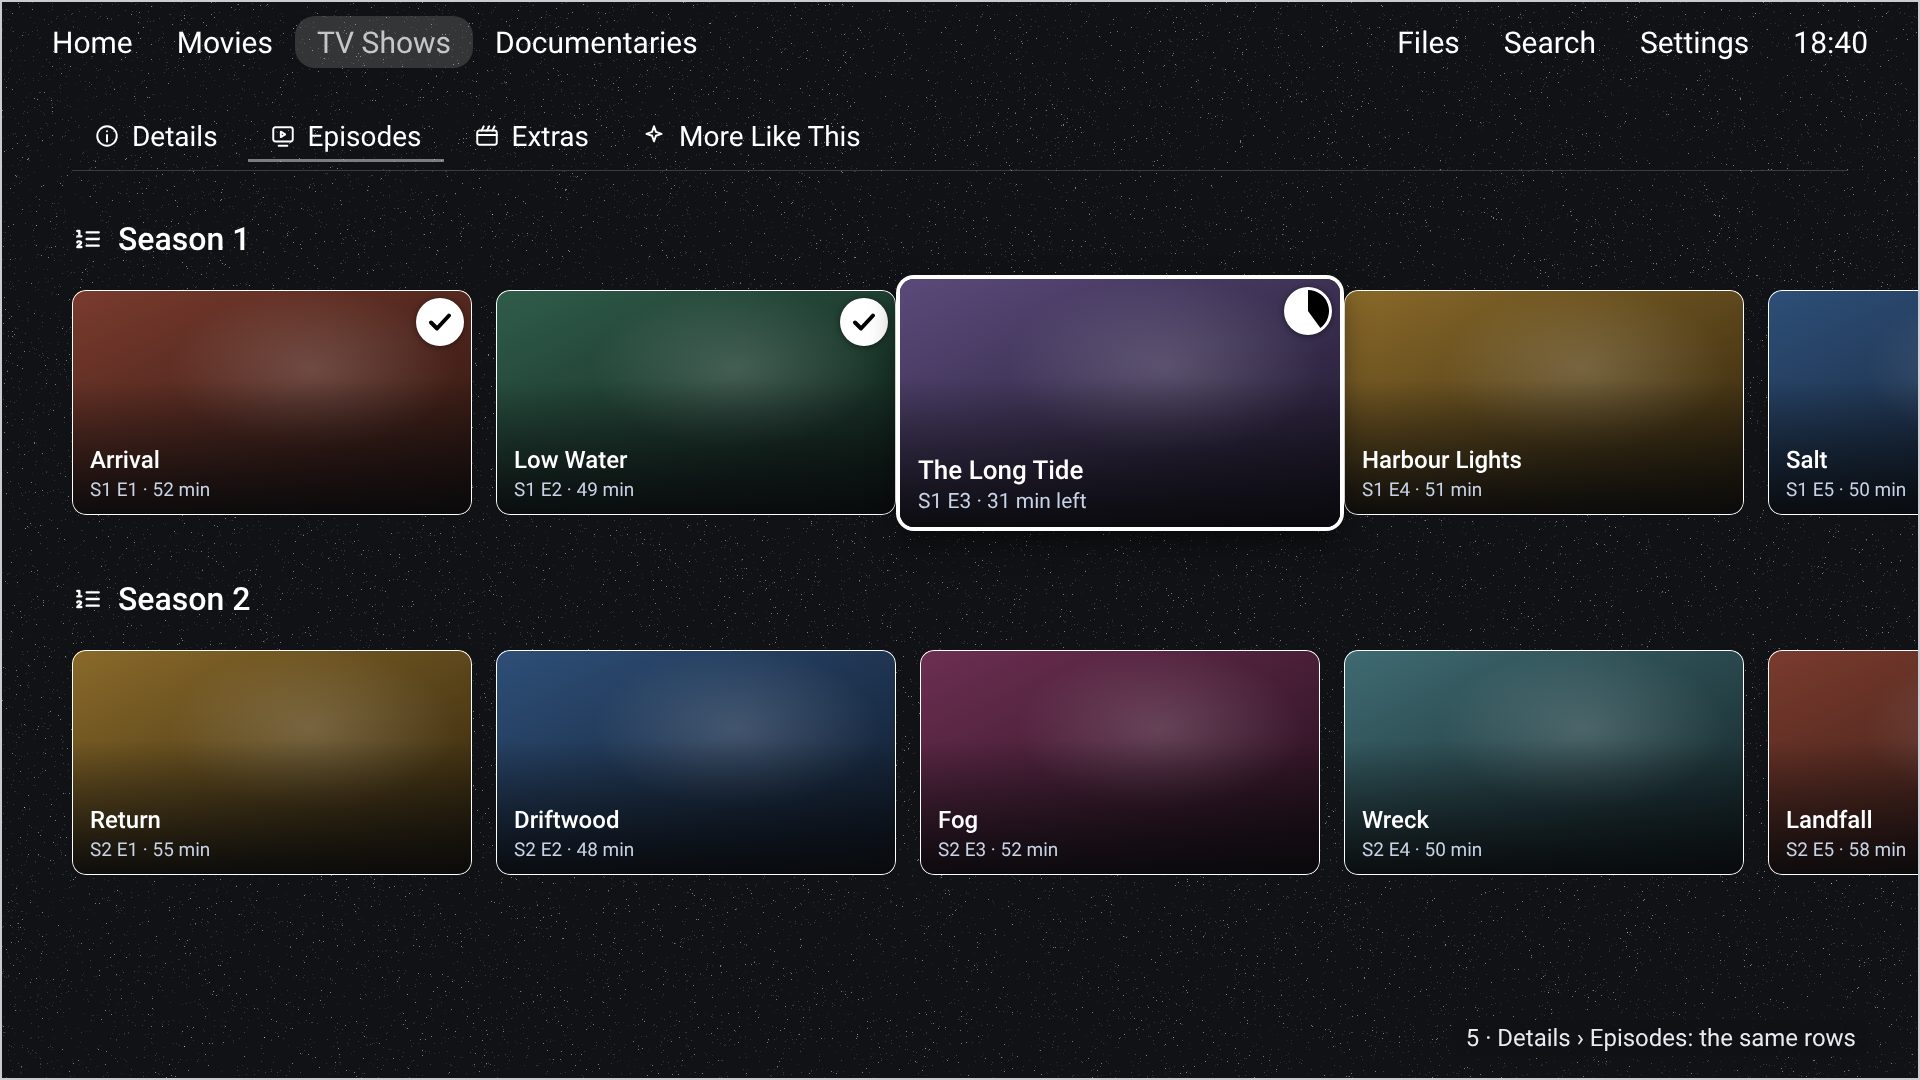 Home Movies TV Shows Documentaries Files Search Settings 18:40
Details Episodes Extras More Like This
Season 1
Arrival
S1 E1 · 52 min
Low Water
S1 E2 · 49 min
The Long Tide
S1 E3 · 31 min left
Harbour Lights
S1 E4 · 51 min
Salt
S1 E5 · 50 min
Season 2
Return
S2 E1 · 55 min
Driftwood
S2 E2 · 48 min
Fog
S2 E3 · 52 min
Wreck
S2 E4 · 50 min
Landfall
S2 E5 · 58 min
5 · Details › Episodes: the same rows